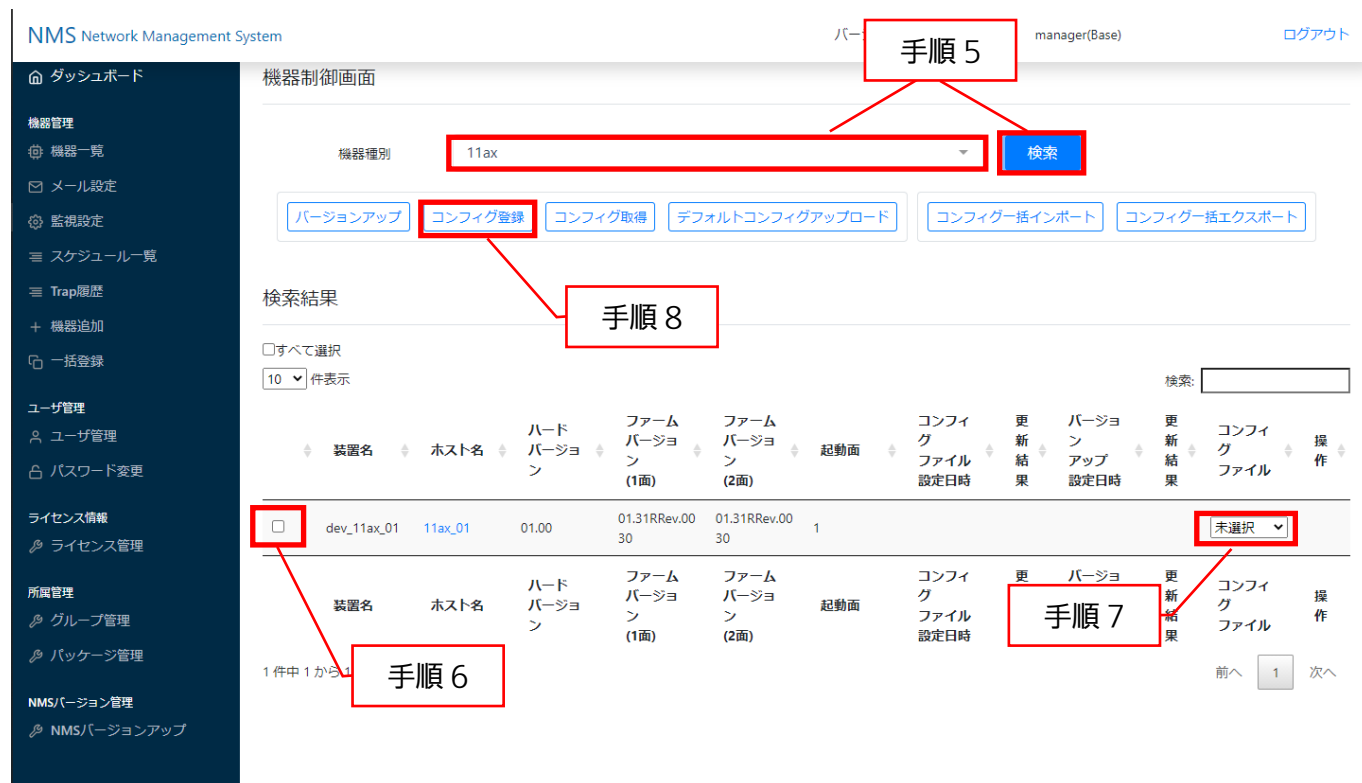 NMS Network Management System
バージ
manager(Base)
ログアウト
手順５
ダッシュボード
機器管理
機器一覧
メール設定
監視設定
スケジュール一覧
Trap履歴
機器追加
一括登録
ユーザ管理
ユーザ管理
パスワード変更
ライセンス情報
ライセンス管理
所属管理
グループ管理
パッケージ管理
NMSバージョン管理
NMSバージョンアップ
機器制御画面
機器種別
11ax
検索
バージョンアップ
コンフィグ登録
コンフィグ取得
デフォルトコンフィグアップロード
コンフィグ一括インポート
コンフィグ一括エクスポート
手順８
検索結果
すべて選択
10 件表示
検索:
装置名
ホスト名
ハード
バージョ
ン
ファーム
バージョ
ン
(1面)
ファーム
バージョ
ン
(2面)
起動面
コンフィ
グ
ファイル
設定日時
更
新
結
果
バージョ
ン
アップ
設定日時
更
新
結
果
コンフィ
グ
ファイル
操
作
dev_11ax_01
11ax_01
01.00
01.31RRev.00
30
01.31RRev.00
30
1
未選択
装置名
ホスト名
ハード
バージョ
ン
ファーム
バージョ
ン
(1面)
ファーム
バージョ
ン
(2面)
起動面
コンフィ
グ
ファイル
設定日時
更
バージョ
更
新
結
果
コンフィ
グ
ファイル
操
作
手順７
手順６
1 件中 1 から 1
前へ
1
次へ